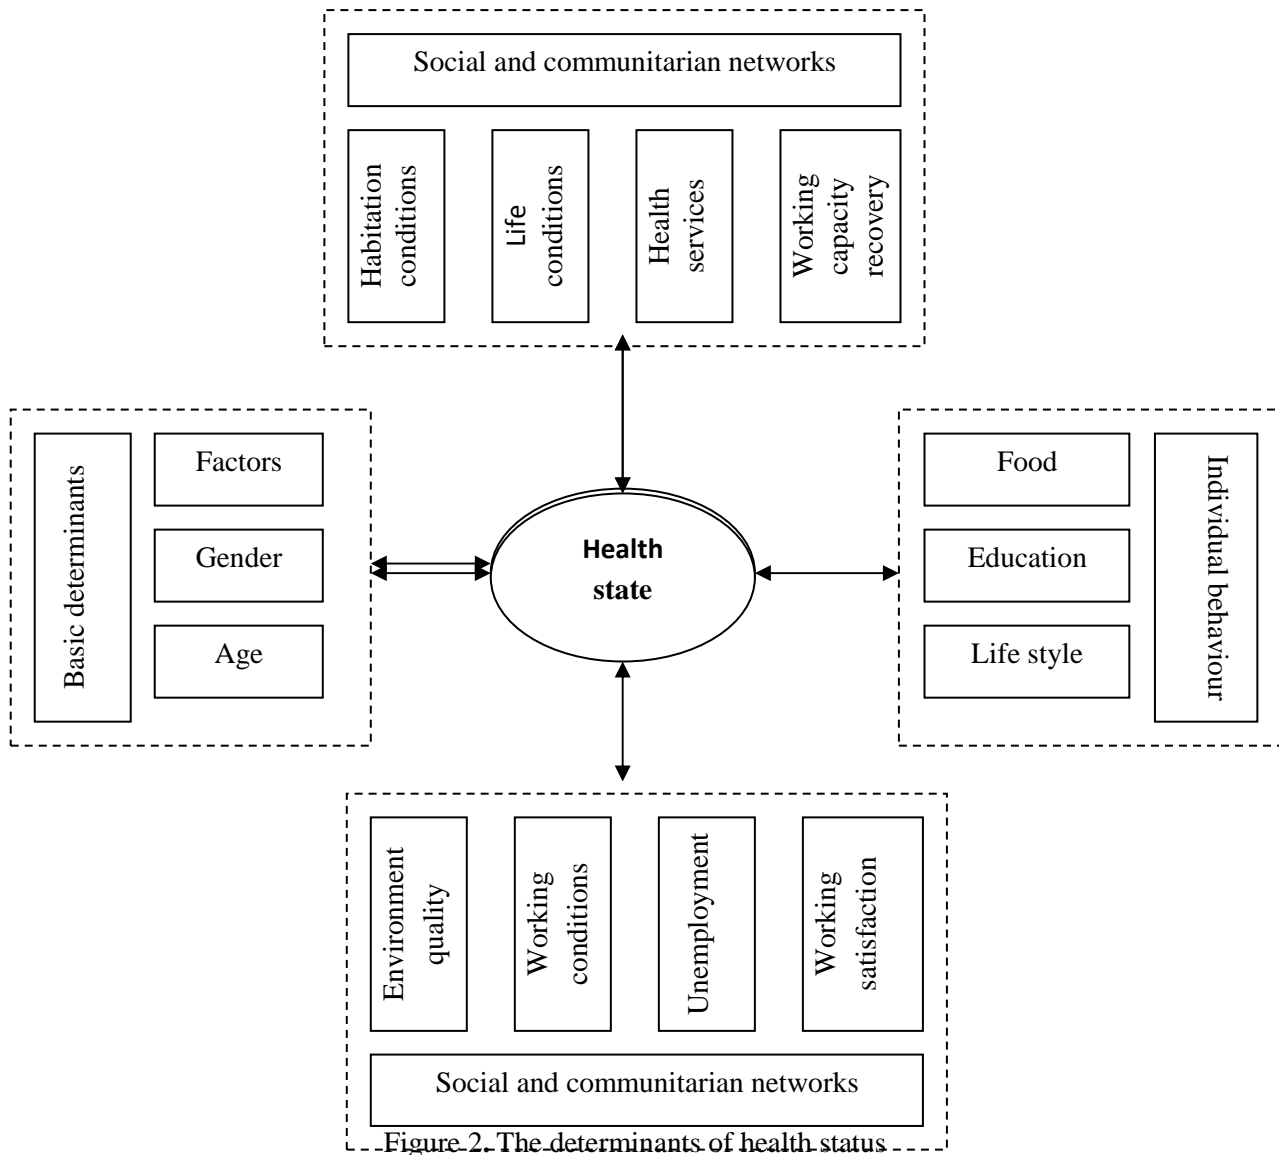 Social and communitarian networks
Habitation
conditions
Life
conditions
Health
services
Working
capacity
recovery
Basic determinants
Factors
Gender
Age
Health
state
Food
Education
Life style
Individual behaviour
Environment
quality
Working
conditions
Unemployment
Working
satisfaction
Social and communitarian networks
Figure 2. The determinants of health status